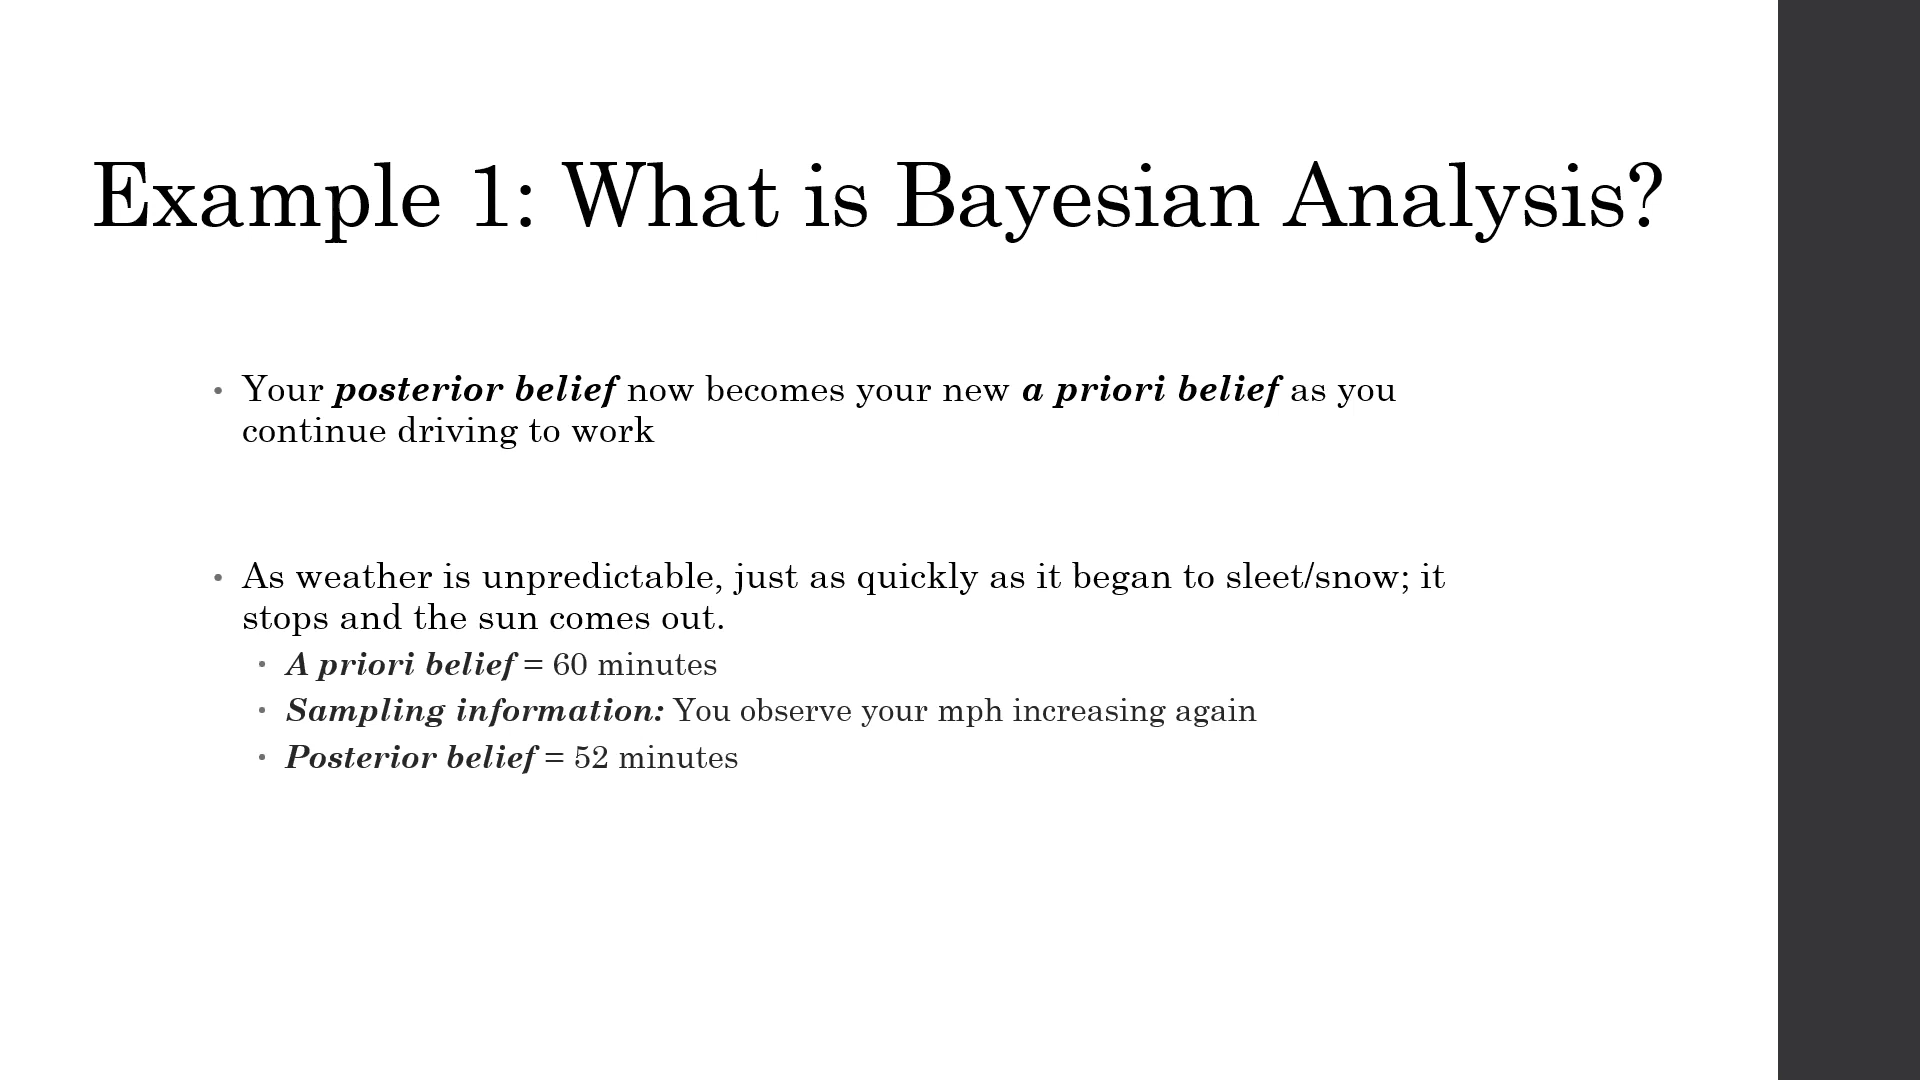 Example 1: What is Bayesian Analysis?
• Your posterior belief now becomes your new a priori belief as you
continue driving to work
• As weather is unpredictable, just as quickly as it began to sleet/snow; it
stops and the sun comes out.
• A priori belief = 60 minutes
• Sampling information: You observe your mph increasing again
• Posterior belief = 52 minutes